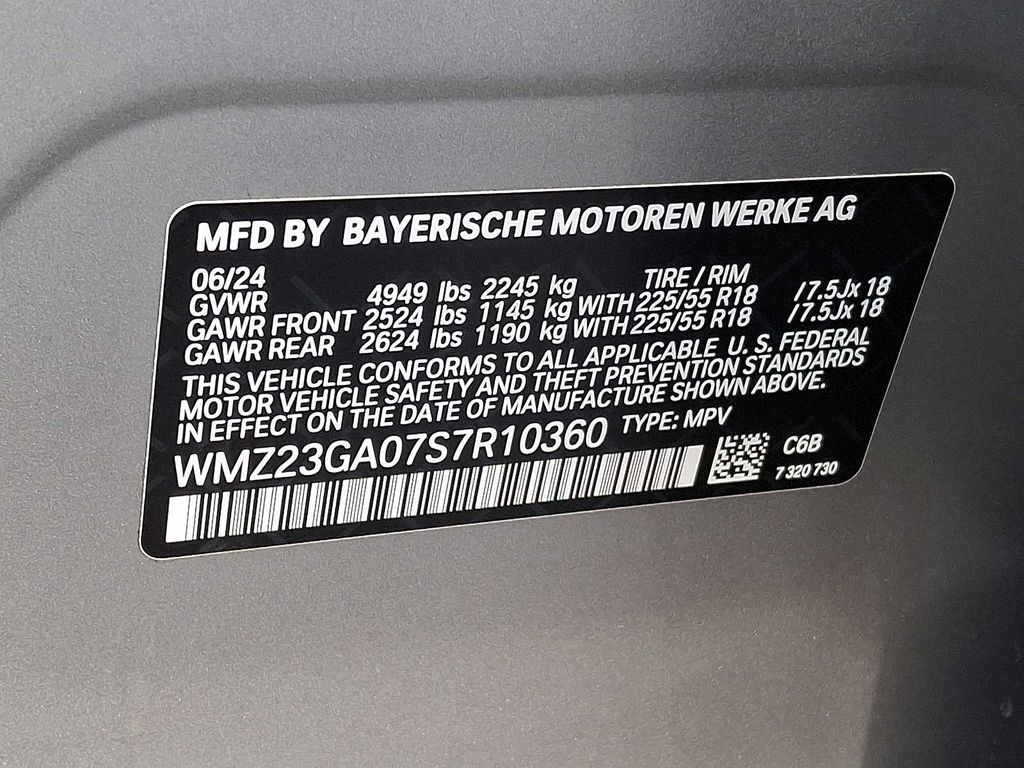 MFD BY BAYERISCHE MOTOREN WERKE AG
06/24 TIRE / RIM
GVWR 4949 lbs 2245 kg
GAWR FRONT 2524 lbs 1145 kg WITH 225/55 R18 /7.5Jx 18
GAWR REAR 2624 lbs 1190 kg WITH 225/55 R18 /7.5Jx 18
THIS VEHICLE CONFORMS TO ALL APPLICABLE U. S. FEDERAL
MOTOR VEHICLE SAFETY AND THEFT PREVENTION STANDARDS
IN EFFECT ON THE DATE OF MANUFACTURE SHOWN ABOVE.
WMZ23GA07S7R10360 TYPE: MPV
C6B
7 320 730